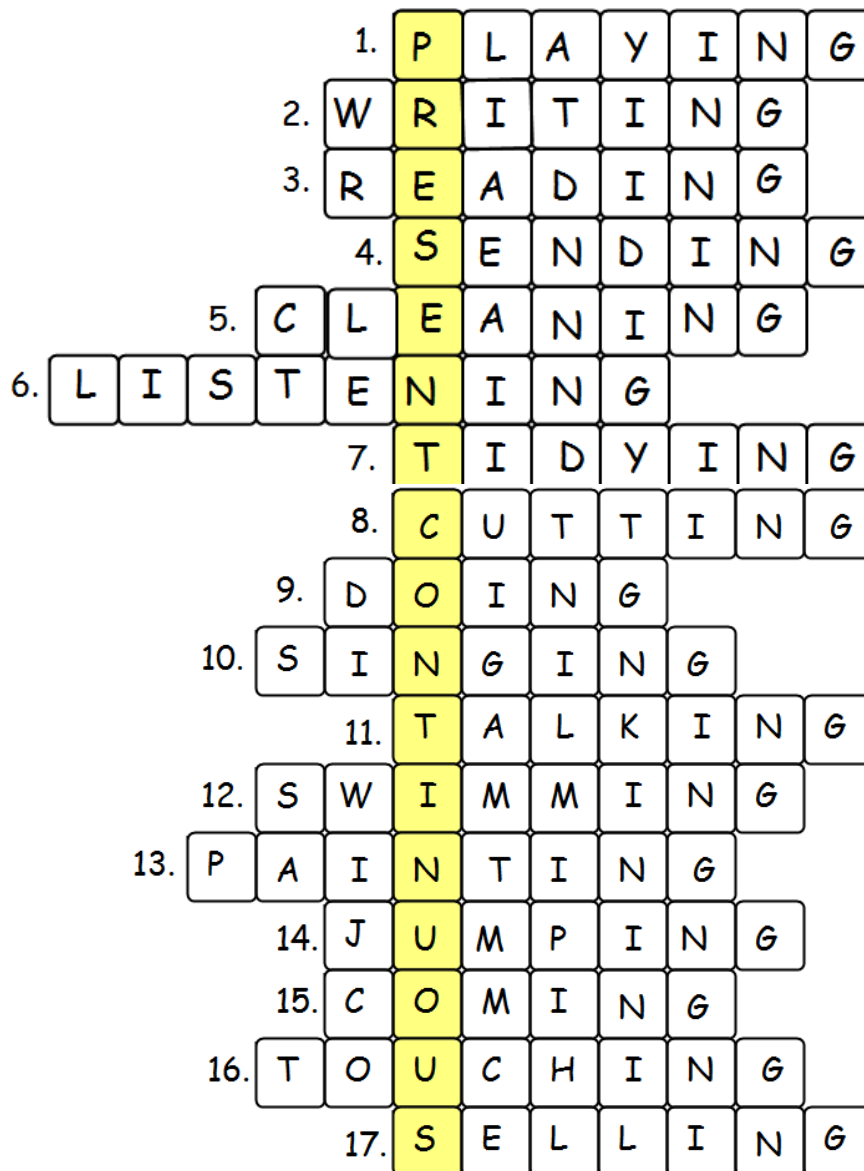 1. PLAYING
2. WRITING
3. READING
4. SENDING
5. CLEANING
6. LISTENING
7. TIDYING
8. CUTTING
9. DOING
10. SINGING
11. TALKING
12. SWIMMING
13. PAINTING
14. JUMPING
15. COMING
16. TOUCHING
17. SELLING